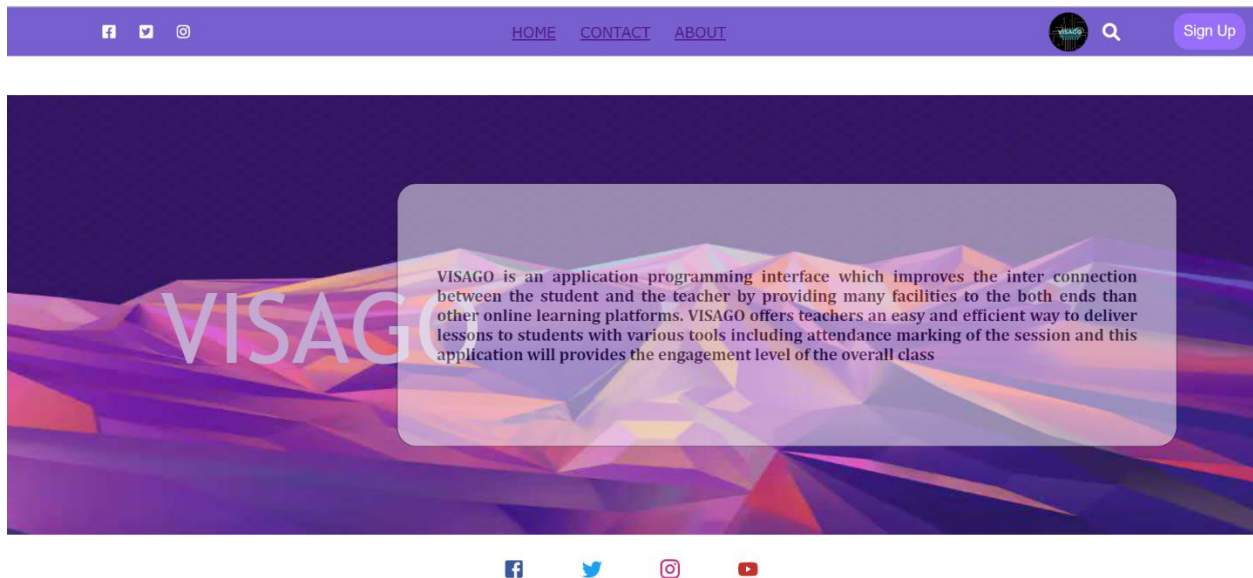 HOME CONTACT ABOUT
VISAGO
Sign Up
VISAGO
VISAGO is an application programming interface which improves the inter connection
between the student and the teacher by providing many facilities to the both ends than
other online learning platforms. VISAGO offers teachers an easy and efficient way to deliver
lessons to students with various tools including attendance marking of the session and this
application will provides the engagement level of the overall class